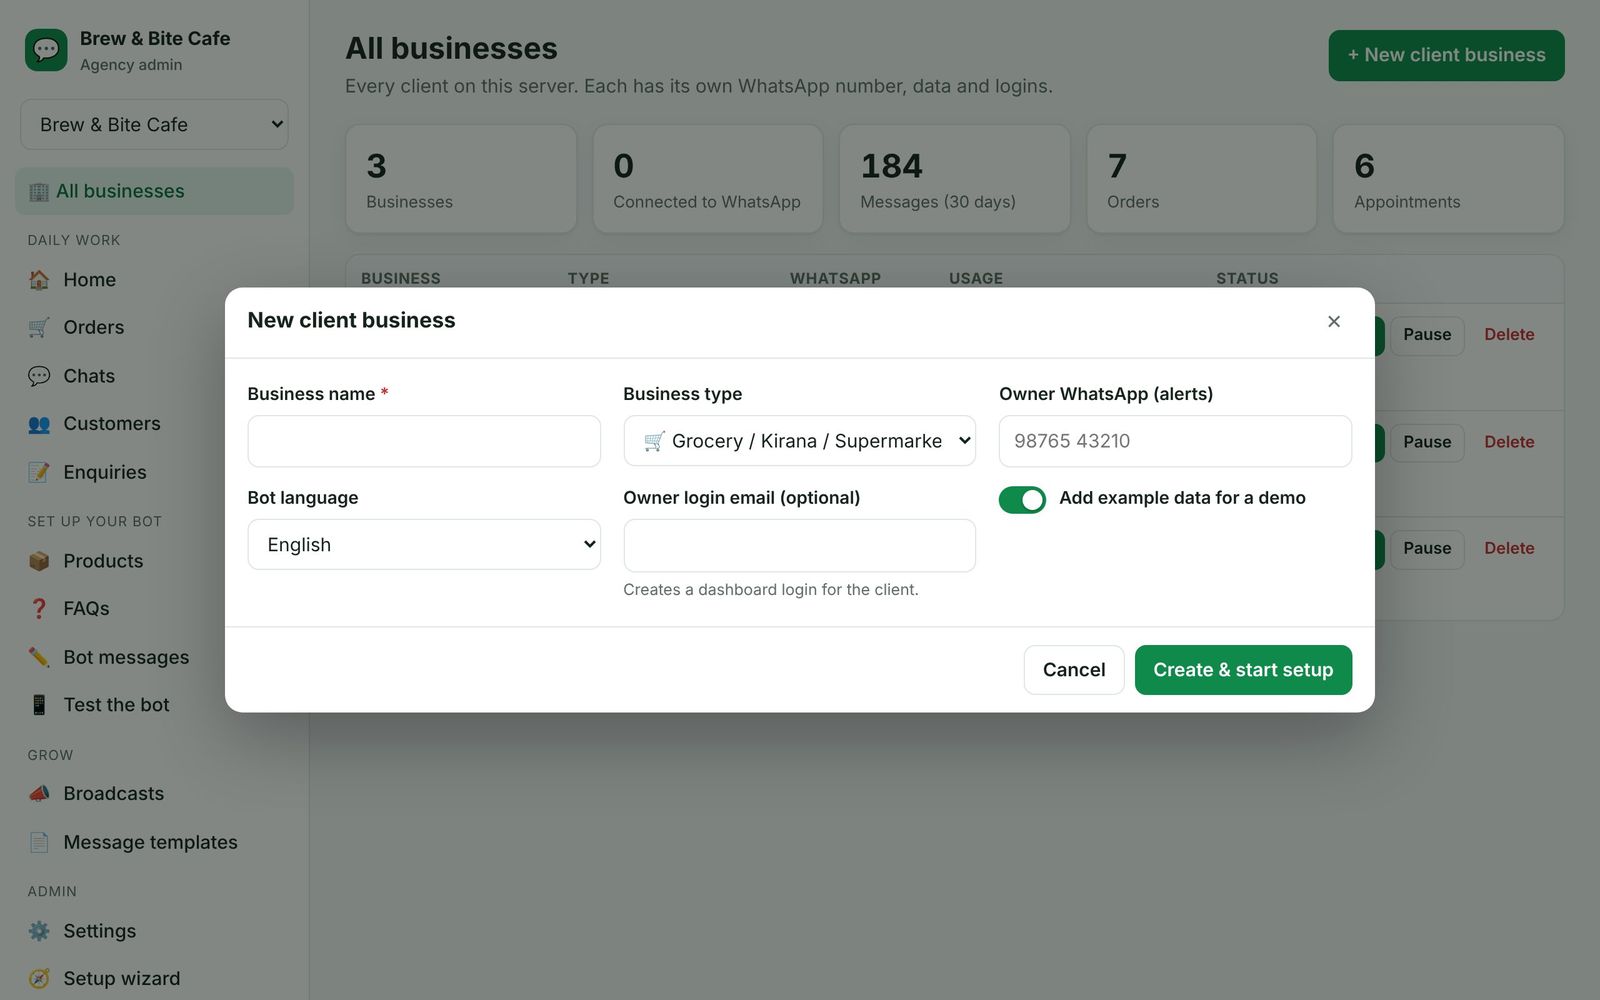 Brew & Bite Cafe
Agency admin
Brew & Bite Cafe
All businesses
DAILY WORK
Home
Orders
Chats
Customers
Enquiries
SET UP YOUR BOT
Products
FAQs
Bot messages
Test the bot
GROW
Broadcasts
Message templates
ADMIN
Settings
Setup wizard
All businesses
+ New client business
Every client on this server. Each has its own WhatsApp number, data and logins.
3
Businesses
0
Connected to WhatsApp
184
Messages (30 days)
7
Orders
6
Appointments
BUSINESS TYPE WHATSAPP USAGE STATUS
Pause Delete
Pause Delete
Pause Delete
New client business
×
Business name *
Business type
Grocery / Kirana / Supermarke
Owner WhatsApp (alerts)
98765 43210
Bot language
English
Owner login email (optional)
Creates a dashboard login for the client.
Add example data for a demo
Cancel
Create & start setup